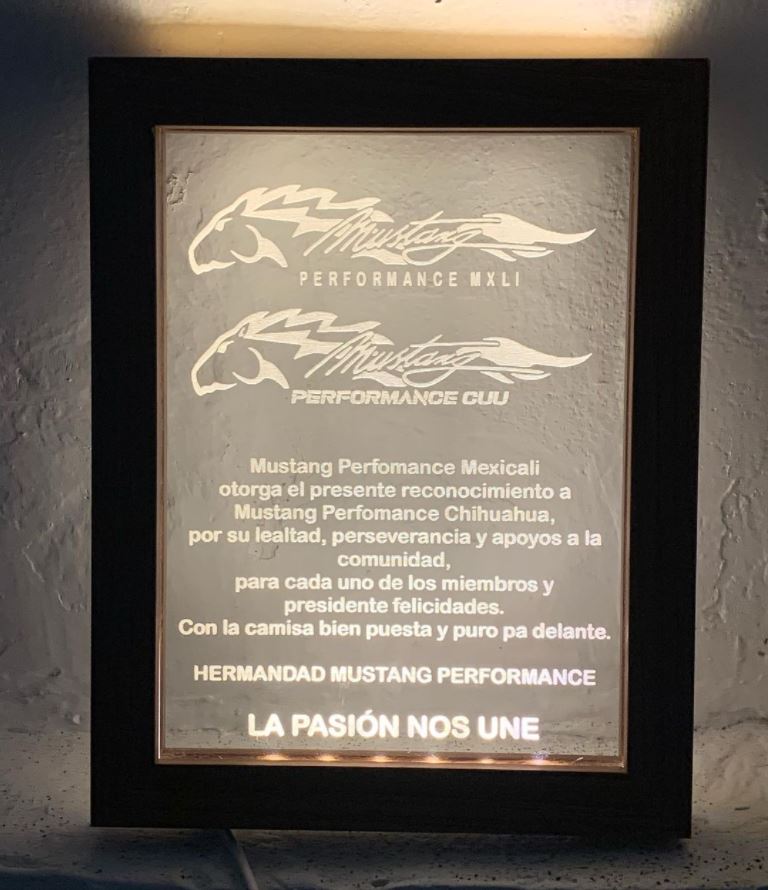 Mustang
PERFORMANCE MXLI
Mustang
PERFORMANCE CUU
Mustang Perfomance Mexicali
otorga el presente reconocimiento a
Mustang Perfomance Chihuahua,
por su lealtad, perseverancia y apoyos a la
comunidad,
para cada uno de los miembros y
presidente felicidades.
Con la camisa bien puesta y puro pa delante.
HERMANDAD MUSTANG PERFORMANCE
LA PASIÓN NOS UNE